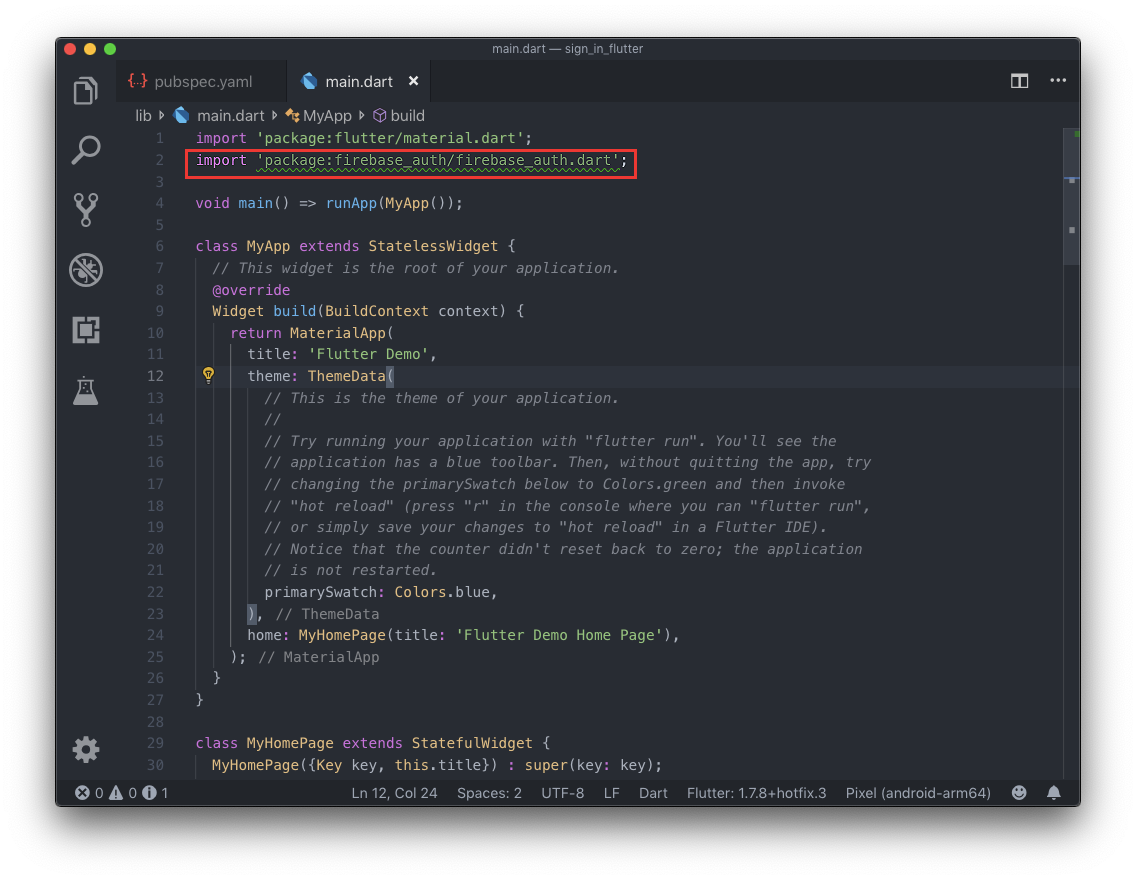 main.dart — sign_in_flutter
{..} pubspec.yaml main.dart ×
lib main.dart MyApp build
1 import 'package:flutter/material.dart';
2 import 'package:firebase_auth/firebase_auth.dart';
3
4 void main() => runApp(MyApp());
5
6 class MyApp extends StatelessWidget {
7 // This widget is the root of your application.
8 @override
9 Widget build(BuildContext context) {
10 return MaterialApp(
11 title: 'Flutter Demo',
12 theme: ThemeData(
13 // This is the theme of your application.
14 //
15 // Try running your application with "flutter run". You'll see the
16 // application has a blue toolbar. Then, without quitting the app, try
17 // changing the primarySwatch below to Colors.green and then invoke
18 // "hot reload" (press "r" in the console where you ran "flutter run",
19 // or simply save your changes to "hot reload" in a Flutter IDE).
20 // Notice that the counter didn't reset back to zero; the application
21 // is not restarted.
22 primarySwatch: Colors.blue,
23 ), // ThemeData
24 home: MyHomePage(title: 'Flutter Demo Home Page'),
25 ); // MaterialApp
26 }
27 }
28
29 class MyHomePage extends StatefulWidget {
30 MyHomePage({Key key, this.title}) : super(key: key);
0 0 1 Ln 12, Col 24 Spaces: 2 UTF-8 LF Dart Flutter: 1.7.8+hotfix.3 Pixel (android-arm64)